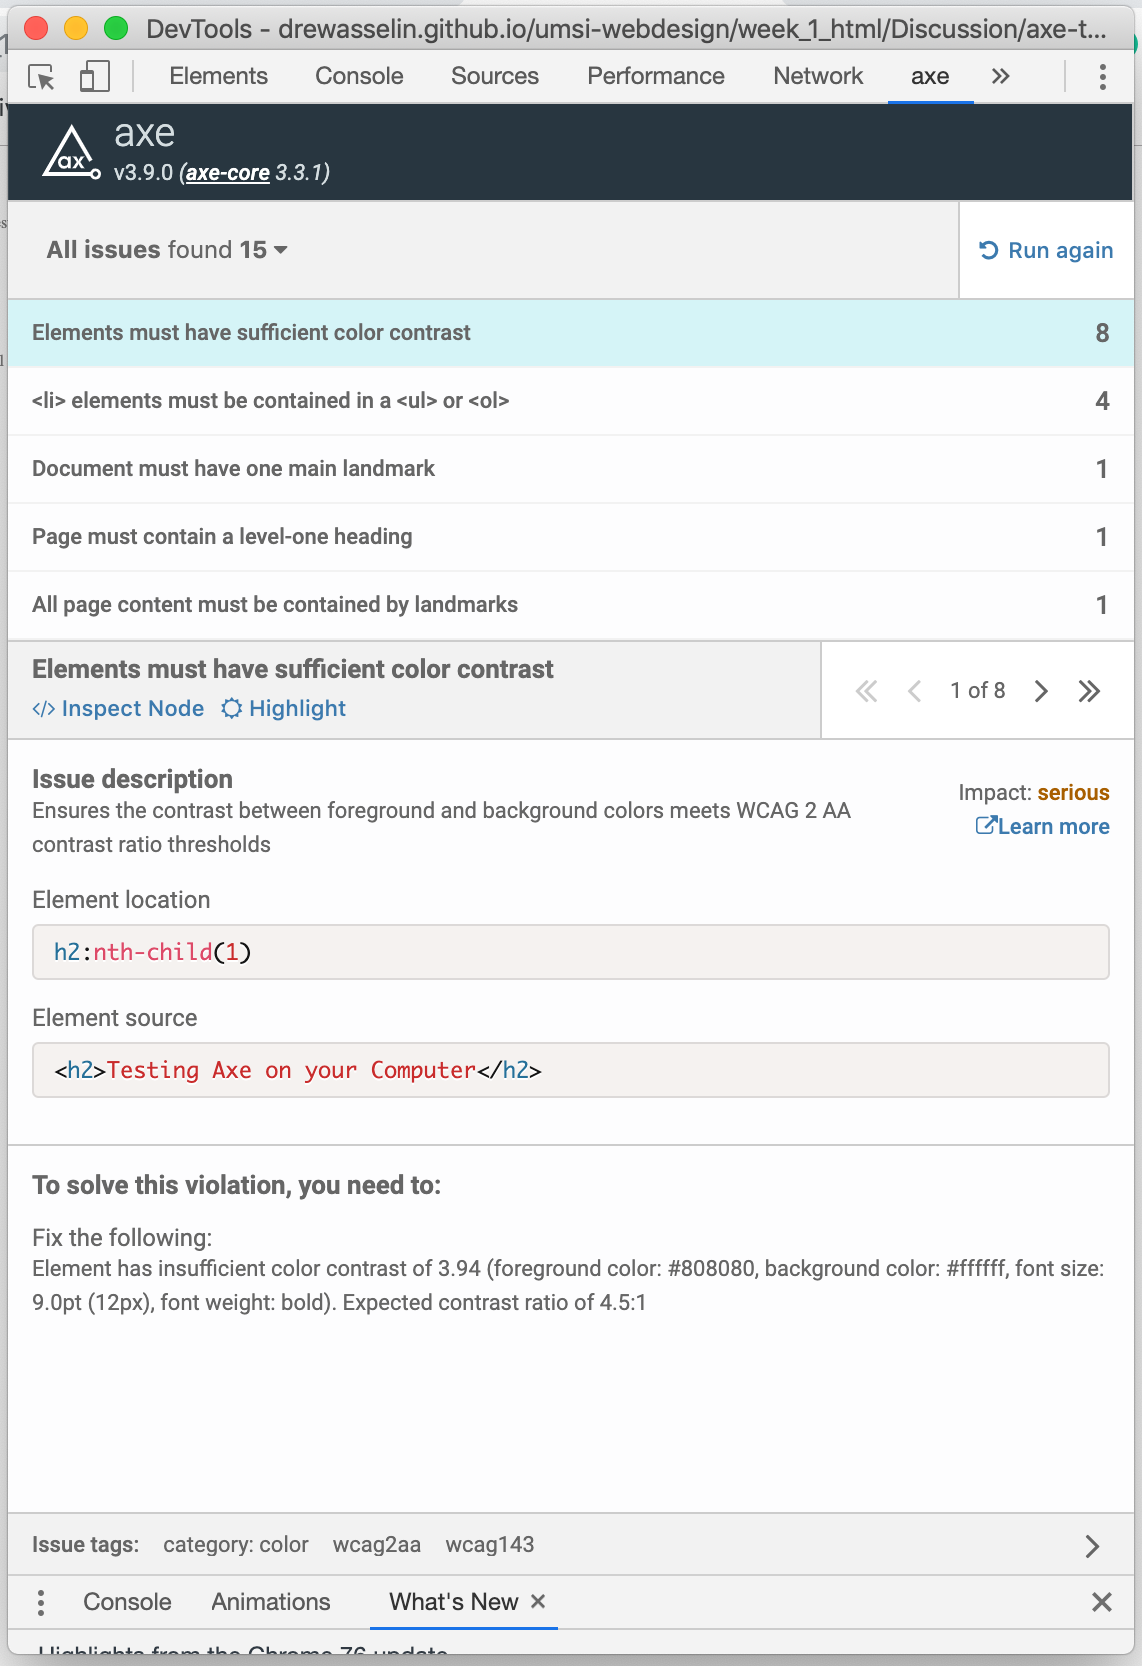 DevTools - drewasselin.github.io/umsi-webdesign/week_1_html/Discussion/axe-t...
Elements Console Sources Performance Network axe
axe
ax
v3.9.0 (axe-core 3.3.1)
All issues found 15
Run again
Elements must have sufficient color contrast 8
<li> elements must be contained in a <ul> or <ol> 4
Document must have one main landmark 1
Page must contain a level-one heading 1
All page content must be contained by landmarks 1
Elements must have sufficient color contrast
</> Inspect Node Highlight
1 of 8
Issue description
Ensures the contrast between foreground and background colors meets WCAG 2 AA
contrast ratio thresholds
Impact: serious
Learn more
Element location
h2:nth-child(1)
Element source
<h2>Testing Axe on your Computer</h2>
To solve this violation, you need to:
Fix the following:
Element has insufficient color contrast of 3.94 (foreground color: #808080, background color: #ffffff, font size:
9.0pt (12px), font weight: bold). Expected contrast ratio of 4.5:1
Issue tags: category: color wcag2aa wcag143
Console Animations What's New
Highlights from the Chrome 76 update